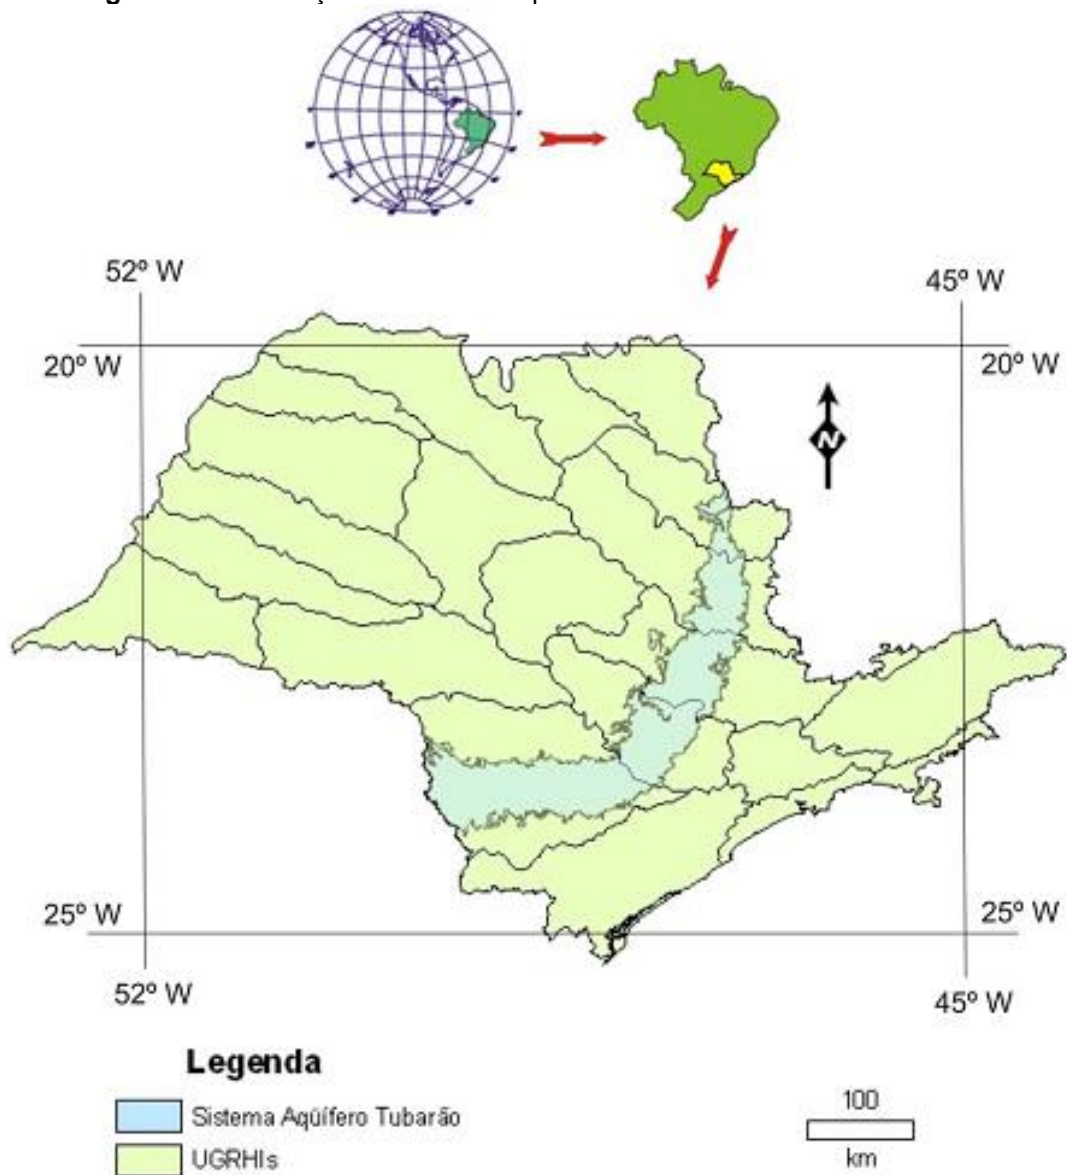 52º W
45º W
20º W
20º W
N
25º W
25º W
52º W
45º W
Legenda
Sistema Aqüífero Tubarão
UGRHIs
100
km